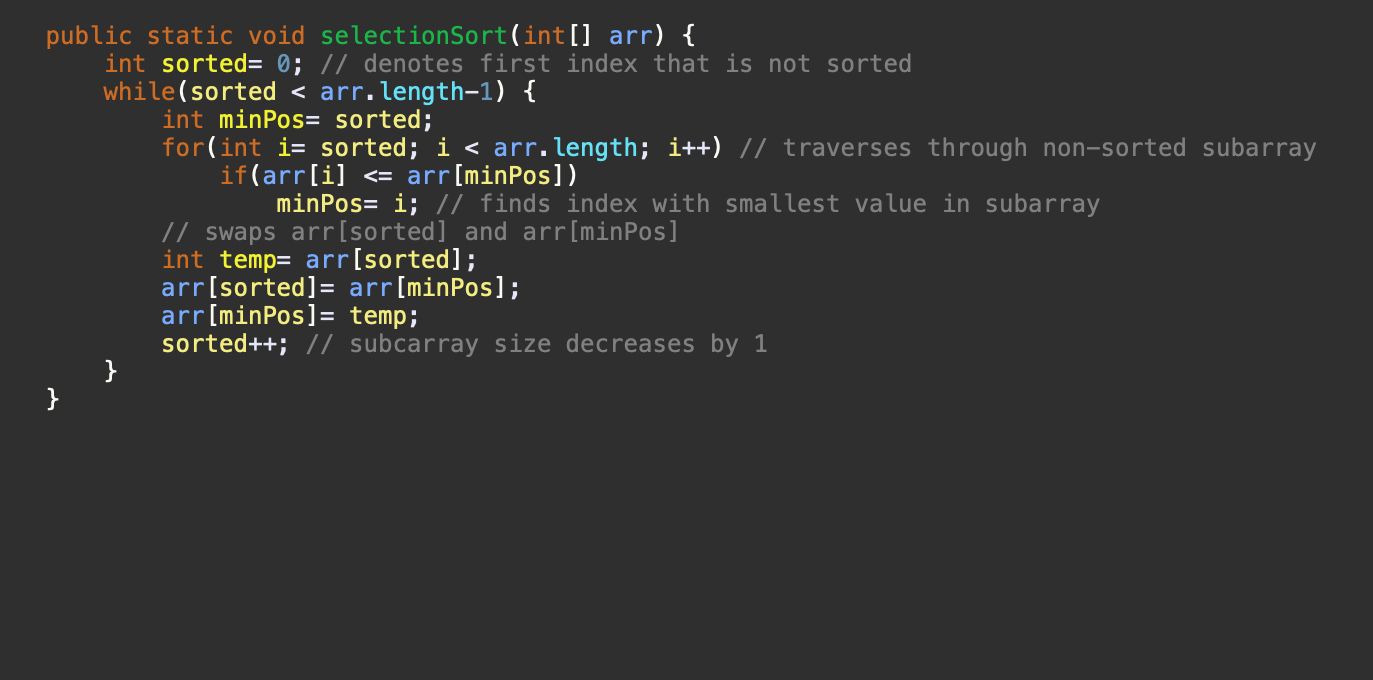 public static void selectionSort(int[] arr) {
    int sorted= 0; // denotes first index that is not sorted
    while(sorted < arr.length-1) {
        int minPos= sorted;
        for(int i= sorted; i < arr.length; i++) // traverses through non-sorted subarray
            if(arr[i] <= arr[minPos])
                minPos= i; // finds index with smallest value in subarray
        // swaps arr[sorted] and arr[minPos]
        int temp= arr[sorted];
        arr[sorted]= arr[minPos];
        arr[minPos]= temp;
        sorted++; // subcarray size decreases by 1
    }
}